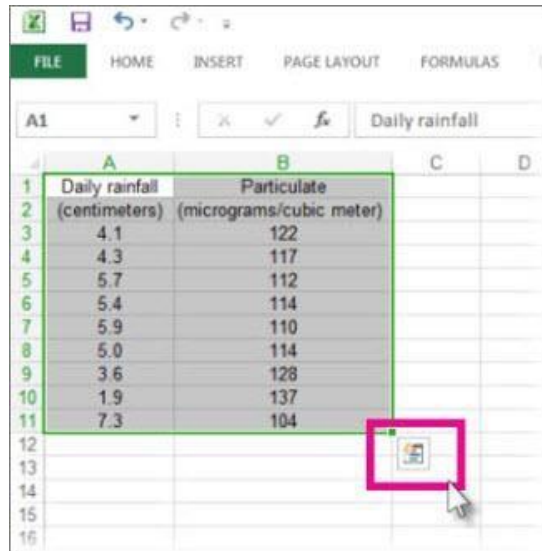 FILE HOME INSERT PAGE LAYOUT FORMULAS
A1 fx Daily rainfall
A B C D
1 Daily rainfall Particulate
2 (centimeters) (micrograms/cubic meter)
3 4.1 122
4 4.3 117
5 5.7 112
6 5.4 114
7 5.9 110
8 5.0 114
9 3.6 128
10 1.9 137
11 7.3 104
12
13
14
15
16